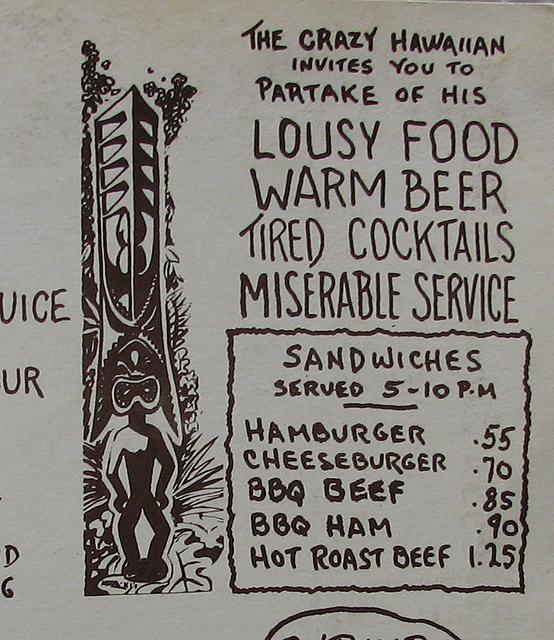 THE CRAZY HAWAIIAN
INVITES YOU TO
PARTAKE OF HIS
LOUSY FOOD
WARM BEER
TIRED COCKTAILS
MISERABLE SERVICE
SANDWICHES
SERVED 5-10 P.M
HAMBURGER .55
CHEESEBURGER .70
BBQ BEEF .85
BBQ HAM .90
HOT ROAST BEEF 1.25
UICE
UR
D
6